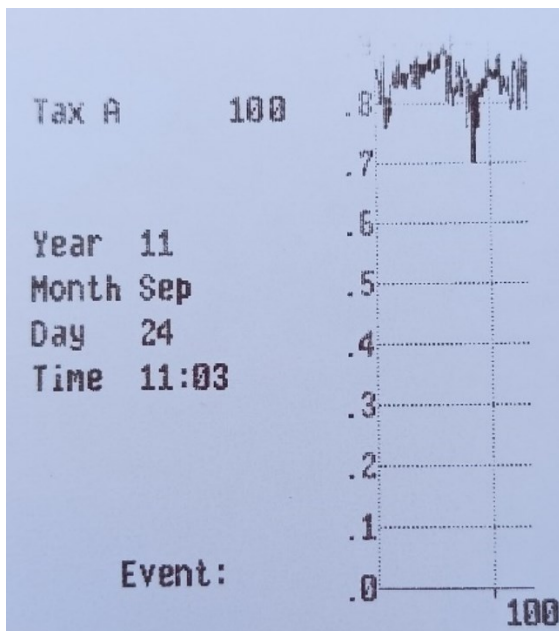 Tax A 100
Year 11
Month Sep
Day 24
Time 11:03
Event:
.8
.7
.6
.5
.4
.3
.2
.1
.0
100